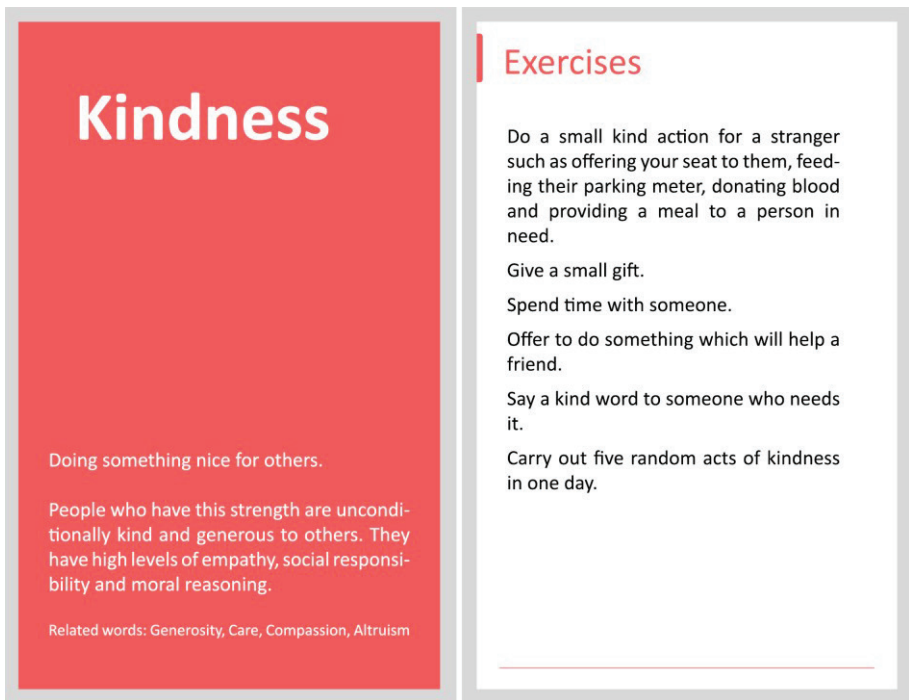 Kindness
Doing something nice for others.
People who have this strength are uncondi-
tionally kind and generous to others. They
have high levels of empathy, social responsi-
bility and moral reasoning.
Related words: Generosity, Care, Compassion, Altruism
Exercises
Do a small kind action for a stranger
such as offering your seat to them, feed-
ing their parking meter, donating blood
and providing a meal to a person in
need.
Give a small gift.
Spend time with someone.
Offer to do something which will help a
friend.
Say a kind word to someone who needs
it.
Carry out five random acts of kindness
in one day.